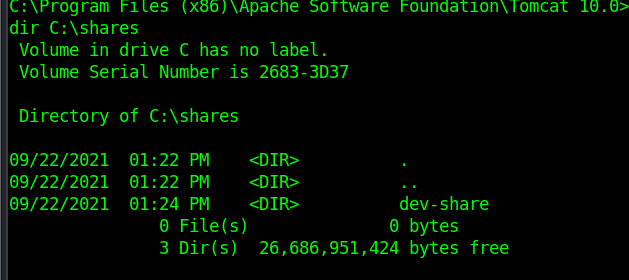 C:\Program Files (x86)\Apache Software Foundation\Tomcat 10.0>
dir C:\shares
 Volume in drive C has no label.
 Volume Serial Number is 2683-3D37

 Directory of C:\shares

09/22/2021  01:22 PM    <DIR>          .
09/22/2021  01:22 PM    <DIR>          ..
09/22/2021  01:24 PM    <DIR>          dev-share
               0 File(s)              0 bytes
               3 Dir(s)  26,686,951,424 bytes free